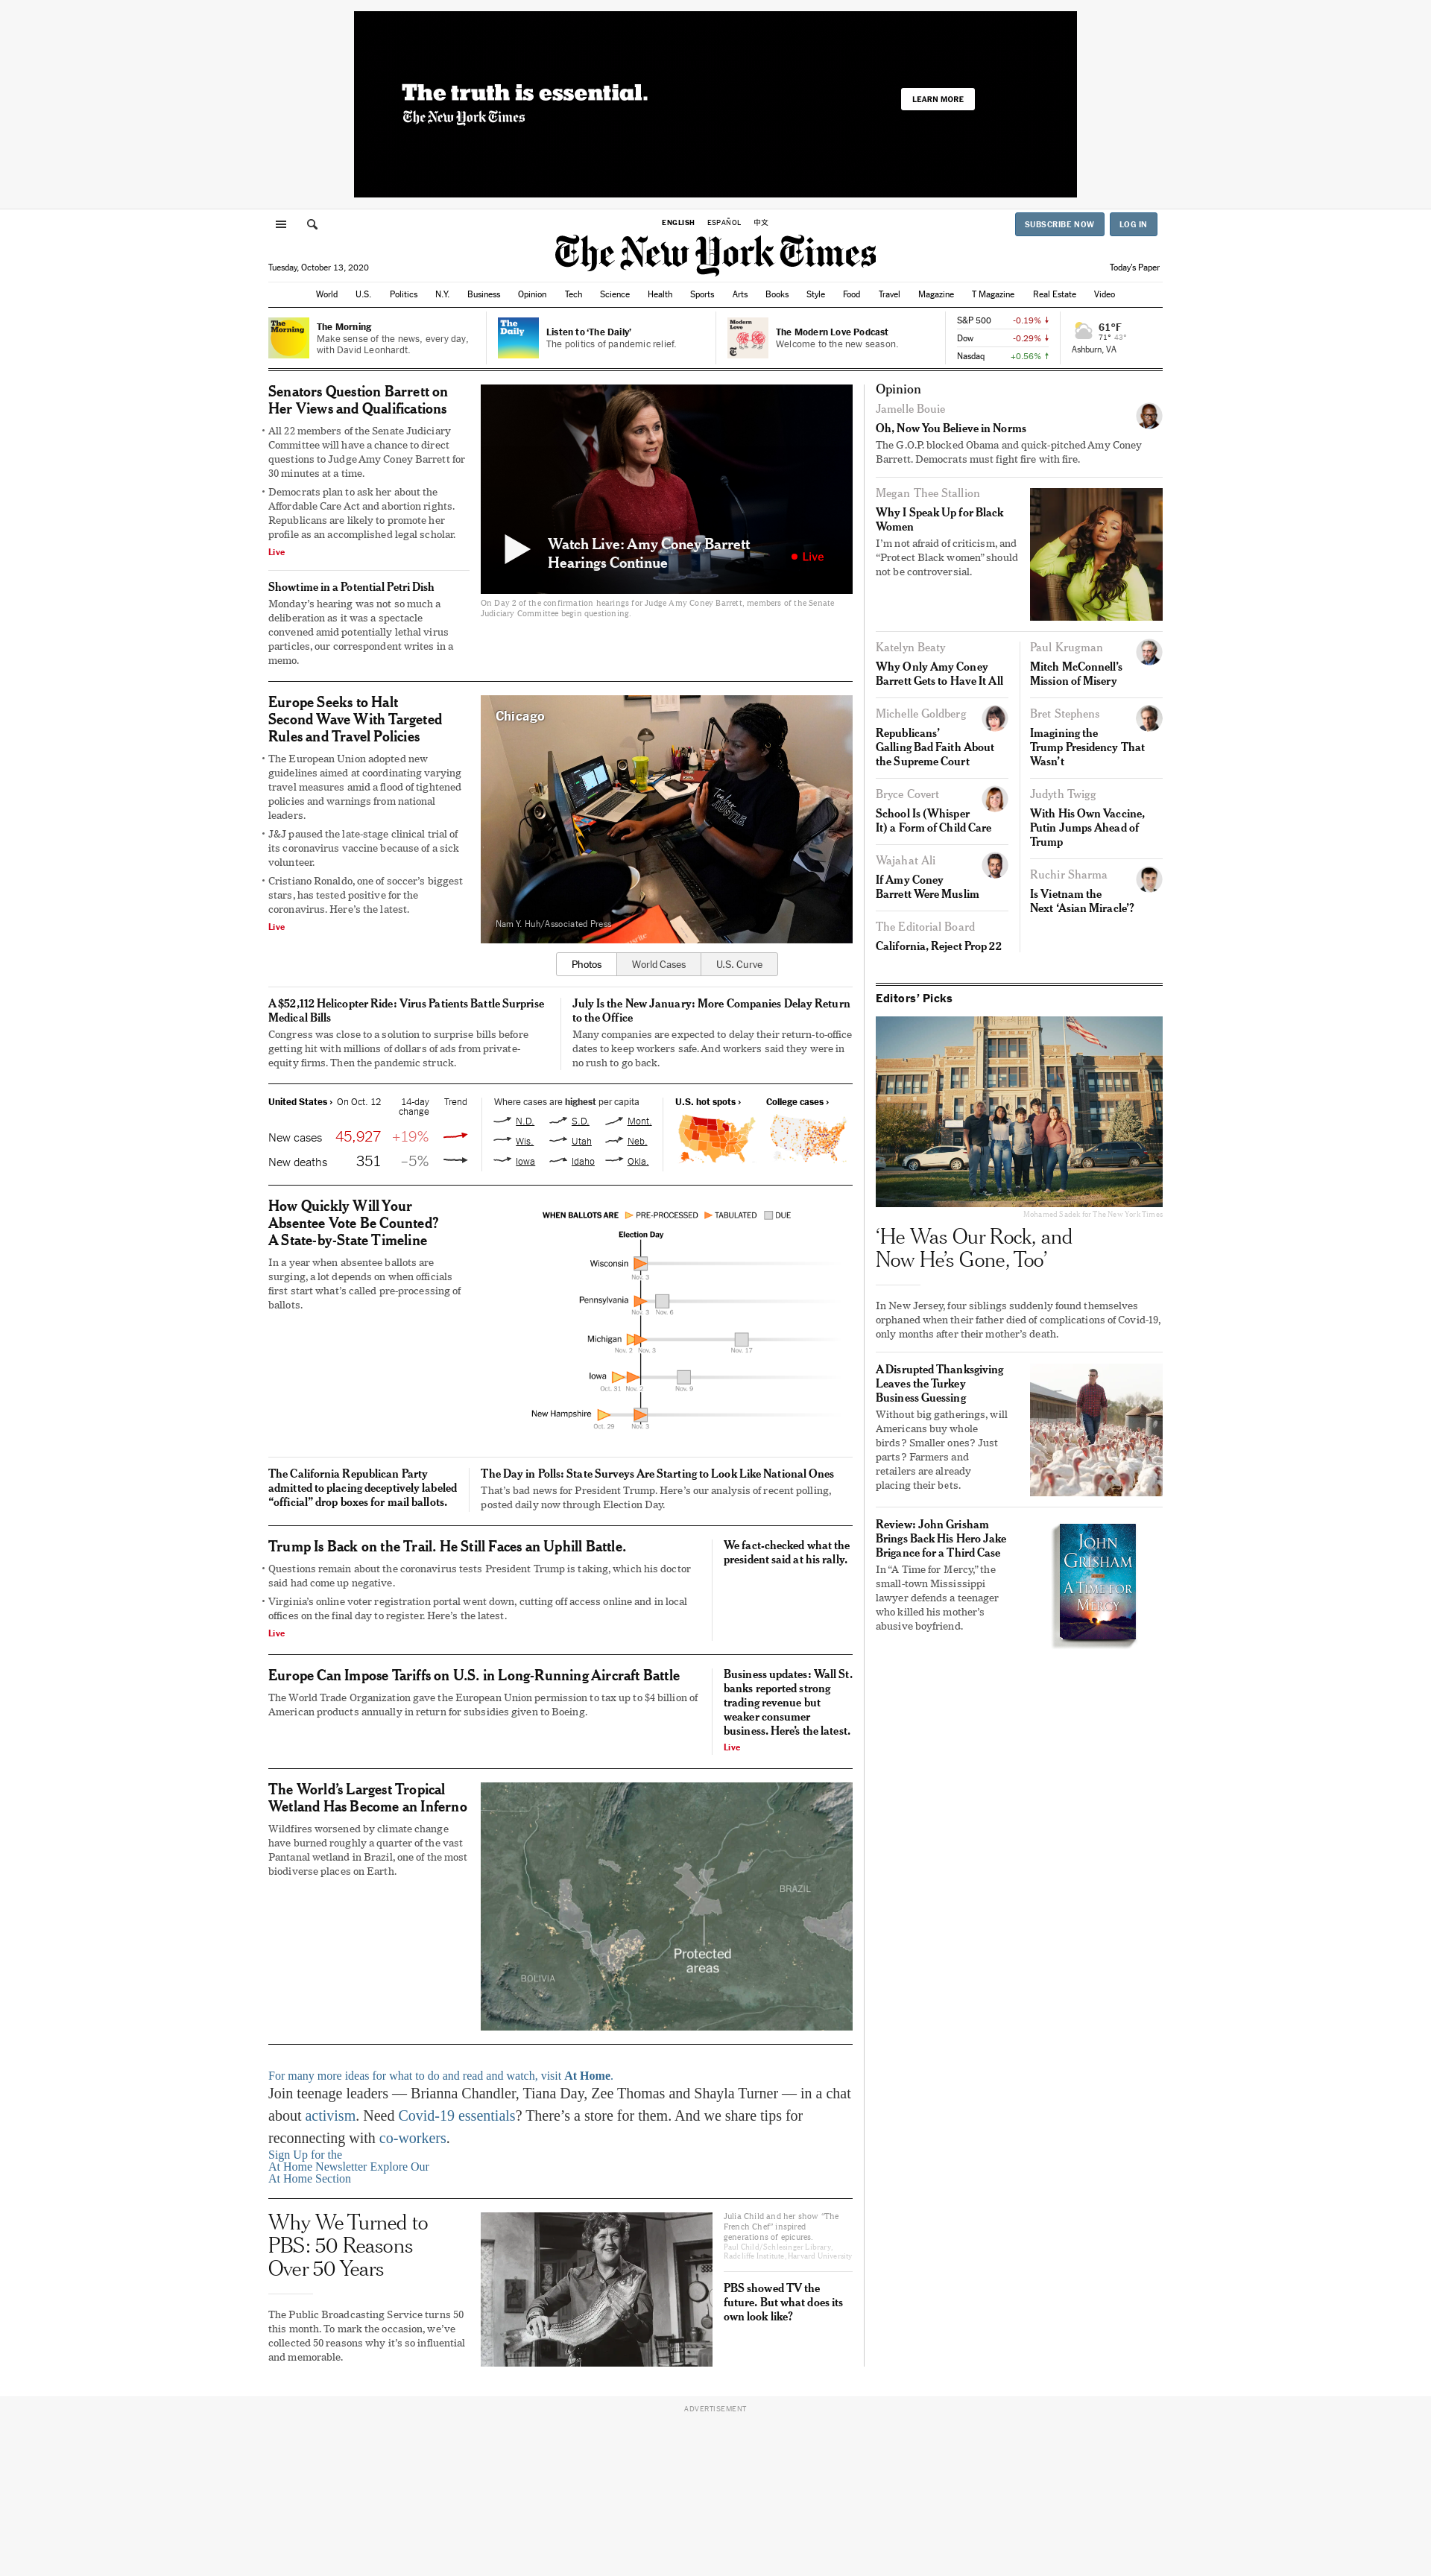 The truth is essential.
The New York Times
LEARN MORE
ENGLISH ESPAÑOL 中文
SUBSCRIBE NOW LOG IN
The New York Times
Tuesday, October 13, 2020
Today's Paper
World U.S. Politics N.Y. Business Opinion Tech Science Health Sports Arts Books Style Food Travel Magazine T Magazine Real Estate Video
The Morning
The Morning
Make sense of the news, every day,
with David Leonhardt.
The Daily
Listen to 'The Daily'
The politics of pandemic relief.
Modern Love
The Modern Love Podcast
Welcome to the new season.
S&P 500 -0.19% ↓
Dow -0.29% ↓
Nasdaq +0.56% ↑
61°F
71° 43°
Ashburn, VA
Senators Question Barrett on
Her Views and Qualifications
• All 22 members of the Senate Judiciary
Committee will have a chance to direct
questions to Judge Amy Coney Barrett for
30 minutes at a time.
• Democrats plan to ask her about the
Affordable Care Act and abortion rights.
Republicans are likely to promote her
profile as an accomplished legal scholar.
Live
Showtime in a Potential Petri Dish
Monday's hearing was not so much a
deliberation as it was a spectacle
convened amid potentially lethal virus
particles, our correspondent writes in a
memo.
Watch Live: Amy Coney Barrett
Hearings Continue
Live
On Day 2 of the confirmation hearings for Judge Amy Coney Barrett, members of the Senate
Judiciary Committee begin questioning.
Europe Seeks to Halt
Second Wave With Targeted
Rules and Travel Policies
• The European Union adopted new
guidelines aimed at coordinating varying
travel measures amid a flood of tightened
policies and warnings from national
leaders.
• J&J paused the late-stage clinical trial of
its coronavirus vaccine because of a sick
volunteer.
• Cristiano Ronaldo, one of soccer's biggest
stars, has tested positive for the
coronavirus. Here's the latest.
Live
Chicago
Nam Y. Huh/Associated Press
Photos World Cases U.S. Curve
A $52,112 Helicopter Ride: Virus Patients Battle Surprise
Medical Bills
Congress was close to a solution to surprise bills before
getting hit with millions of dollars of ads from private-
equity firms. Then the pandemic struck.
July Is the New January: More Companies Delay Return
to the Office
Many companies are expected to delay their return-to-office
dates to keep workers safe. And workers said they were in
no rush to go back.
United States › On Oct. 12 14-day
change Trend
New cases 45,927 +19%
New deaths 351 –5%
Where cases are highest per capita
N.D. S.D. Mont.
Wis. Utah Neb.
Iowa Idaho Okla.
U.S. hot spots › College cases ›
How Quickly Will Your
Absentee Vote Be Counted?
A State-by-State Timeline
In a year when absentee ballots are
surging, a lot depends on when officials
first start what's called pre-processing of
ballots.
WHEN BALLOTS ARE PRE-PROCESSED TABULATED DUE
Election Day
Wisconsin
Nov. 3
Pennsylvania
Nov. 3 Nov. 6
Michigan
Nov. 2 Nov. 3 Nov. 17
Iowa
Oct. 31 Nov. 2 Nov. 9
New Hampshire
Oct. 29 Nov. 3
The California Republican Party
admitted to placing deceptively labeled
“official” drop boxes for mail ballots.
The Day in Polls: State Surveys Are Starting to Look Like National Ones
That's bad news for President Trump. Here's our analysis of recent polling,
posted daily now through Election Day.
Trump Is Back on the Trail. He Still Faces an Uphill Battle.
• Questions remain about the coronavirus tests President Trump is taking, which his doctor
said had come up negative.
• Virginia's online voter registration portal went down, cutting off access online and in local
offices on the final day to register. Here's the latest.
Live
We fact-checked what the
president said at his rally.
Europe Can Impose Tariffs on U.S. in Long-Running Aircraft Battle
The World Trade Organization gave the European Union permission to tax up to $4 billion of
American products annually in return for subsidies given to Boeing.
Business updates: Wall St.
banks reported strong
trading revenue but
weaker consumer
business. Here's the latest.
Live
The World's Largest Tropical
Wetland Has Become an Inferno
Wildfires worsened by climate change
have burned roughly a quarter of the vast
Pantanal wetland in Brazil, one of the most
biodiverse places on Earth.
BRAZIL
Protected
areas
BOLIVIA
For many more ideas for what to do and read and watch, visit At Home.
Join teenage leaders — Brianna Chandler, Tiana Day, Zee Thomas and Shayla Turner — in a chat
about activism. Need Covid-19 essentials? There's a store for them. And we share tips for
reconnecting with co-workers.
Sign Up for the
At Home Newsletter Explore Our
At Home Section
Why We Turned to
PBS: 50 Reasons
Over 50 Years
The Public Broadcasting Service turns 50
this month. To mark the occasion, we've
collected 50 reasons why it's so influential
and memorable.
Julia Child and her show “The
French Chef” inspired
generations of epicures.
Paul Child/Schlesinger Library,
Radcliffe Institute, Harvard University
PBS showed TV the
future. But what does its
own look like?
Opinion
Jamelle Bouie
Oh, Now You Believe in Norms
The G.O.P. blocked Obama and quick-pitched Amy Coney
Barrett. Democrats must fight fire with fire.
Megan Thee Stallion
Why I Speak Up for Black
Women
I'm not afraid of criticism, and
“Protect Black women” should
not be controversial.
Katelyn Beaty
Why Only Amy Coney
Barrett Gets to Have It All
Michelle Goldberg
Republicans'
Galling Bad Faith About
the Supreme Court
Bryce Covert
School Is (Whisper
It) a Form of Child Care
Wajahat Ali
If Amy Coney
Barrett Were Muslim
The Editorial Board
California, Reject Prop 22
Paul Krugman
Mitch McConnell's
Mission of Misery
Bret Stephens
Imagining the
Trump Presidency That
Wasn't
Judyth Twigg
With His Own Vaccine,
Putin Jumps Ahead of
Trump
Ruchir Sharma
Is Vietnam the
Next 'Asian Miracle'?
Editors' Picks
Mohamed Sadek for The New York Times
'He Was Our Rock, and
Now He's Gone, Too'
In New Jersey, four siblings suddenly found themselves
orphaned when their father died of complications of Covid-19,
only months after their mother's death.
A Disrupted Thanksgiving
Leaves the Turkey
Business Guessing
Without big gatherings, will
Americans buy whole
birds? Smaller ones? Just
parts? Farmers and
retailers are already
placing their bets.
Review: John Grisham
Brings Back His Hero Jake
Brigance for a Third Case
In “A Time for Mercy,” the
small-town Mississippi
lawyer defends a teenager
who killed his mother's
abusive boyfriend.
JOHN
GRISHAM
A TIME FOR
MERCY
ADVERTISEMENT